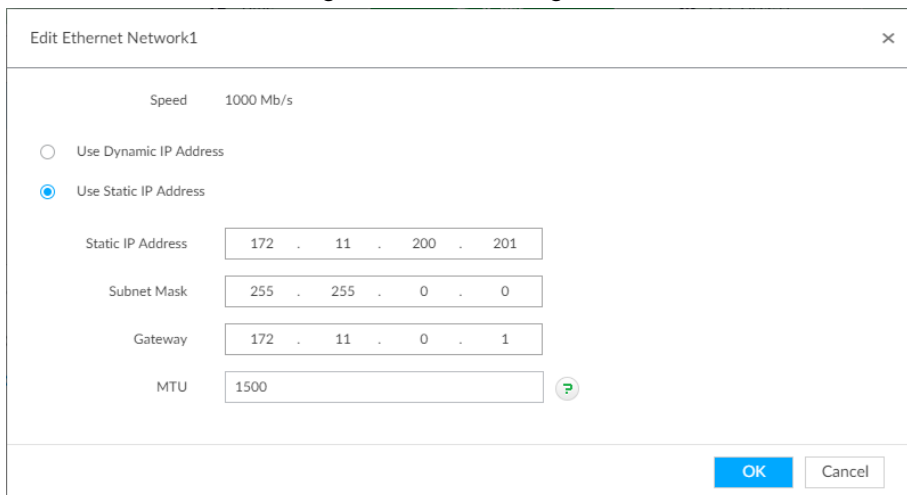 Edit Ethernet Network1 ×
Speed 1000 Mb/s
Use Dynamic IP Address
Use Static IP Address
Static IP Address 172 . 11 . 200 . 201
Subnet Mask 255 . 255 . 0 . 0
Gateway 172 . 11 . 0 . 1
MTU 1500 ?
OK Cancel